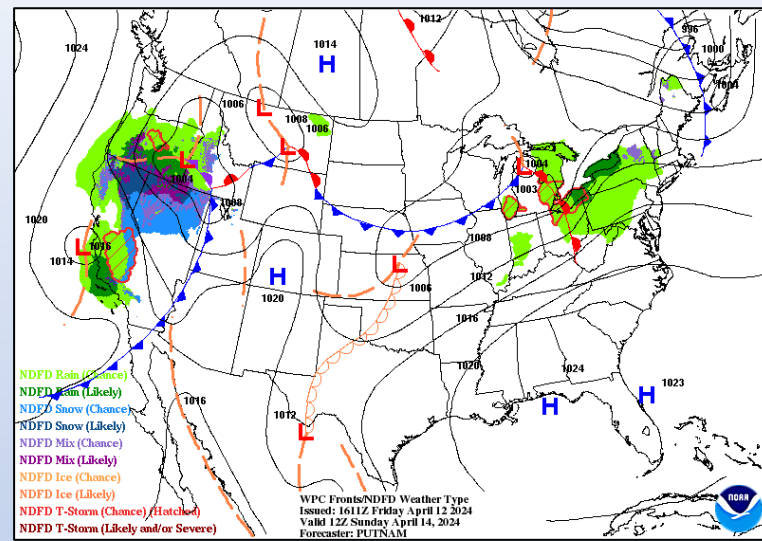 1012
996
1024
1014
1000
H
1004
1006
L
1008
1006
L
L
1004
L
1004
1003
1008
1020
1008
L
1016
1014
H
L
1006
1012
1020
1016
1020
1024
1023
H
H
1016
1012
L
NDFD Rain (Chance)
NDFD Rain (Likely)
NDFD Snow (Chance)
NDFD Snow (Likely)
NDFD Mix (Chance)
NDFD Mix (Likely)
NDFD Ice (Chance)
NDFD Ice (Likely)
NDFD T-Storm (Chance) (Hatched)
NDFD T-Storm (Likely and/or Severe)
WPC Fronts/NDFD Weather Type
Issued: 1611Z Friday April 12 2024
Valid 12Z Sunday April 14, 2024
Forecaster: PUTNAM
NOAA